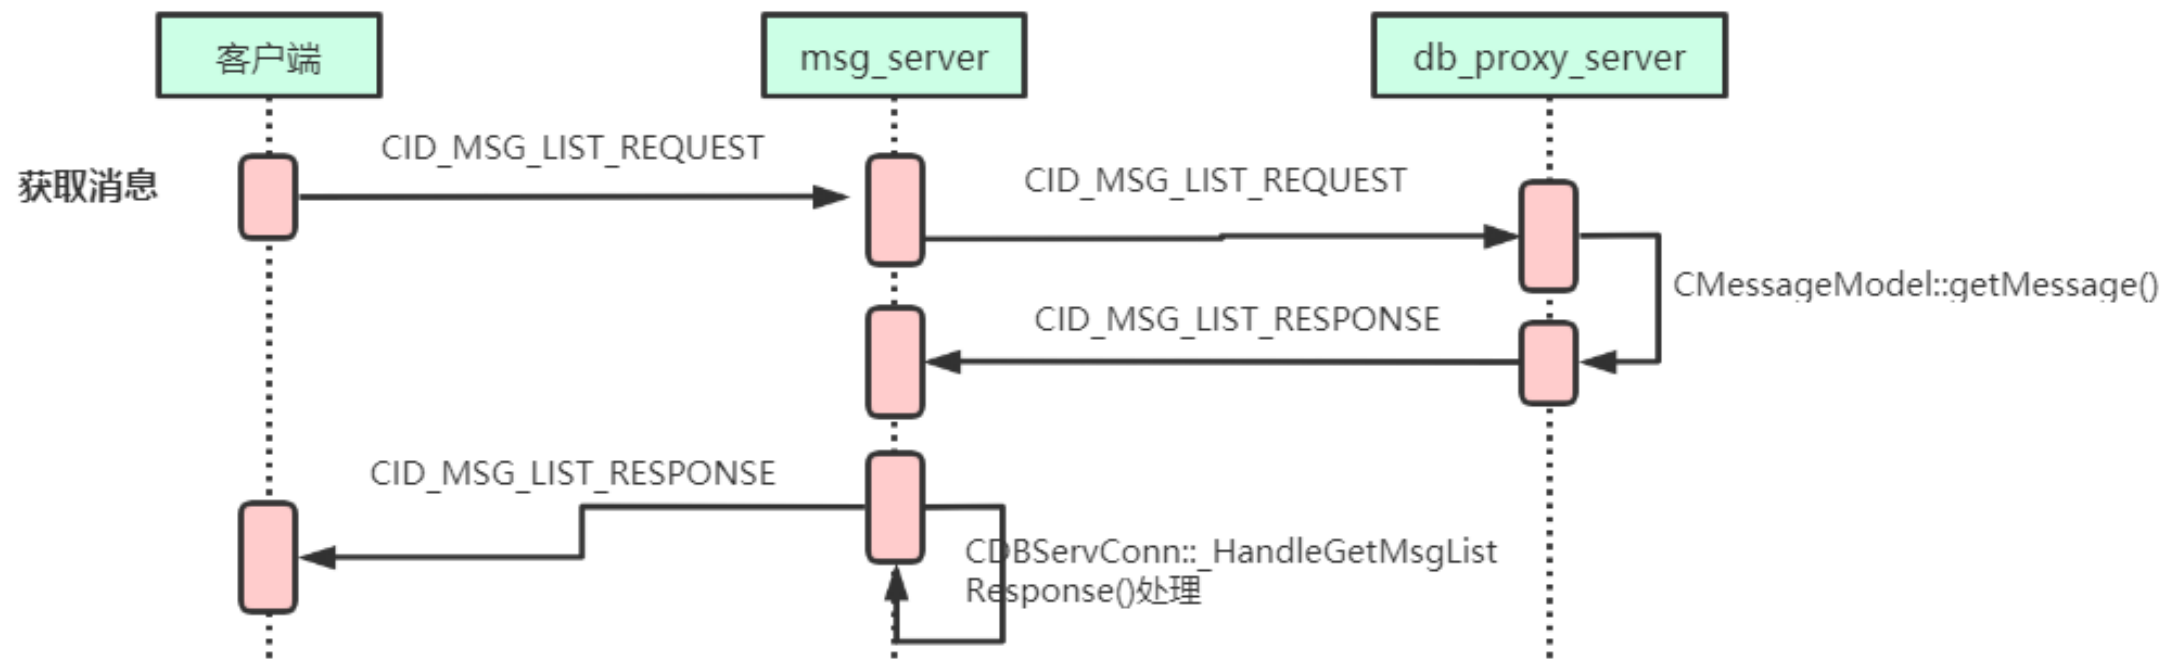 客户端
msg_server
db_proxy_server
获取消息
CID_MSG_LIST_REQUEST
CID_MSG_LIST_REQUEST
CMessageModel::getMessage()
CID_MSG_LIST_RESPONSE
CID_MSG_LIST_RESPONSE
CDBServConn::_HandleGetMsgList
Response()处理